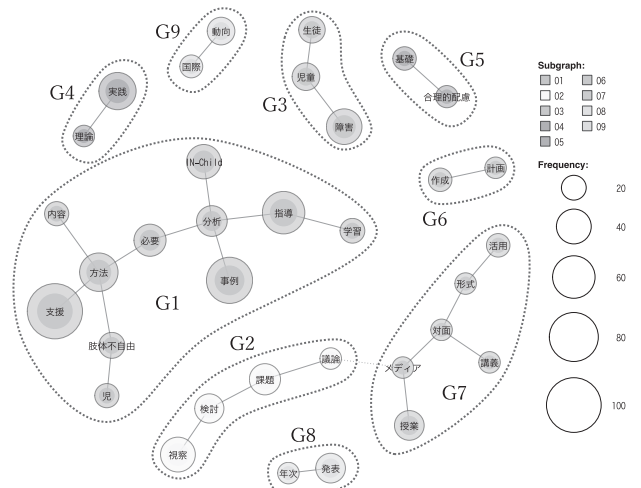 G9
動向
国際
生徒
児童
障害
G3
基礎
合理的配慮
G5
G4
実践
理論
Subgraph:
01
02
03
04
05
06
07
08
09
Frequency:
20
40
60
80
100
作成
計画
G6
IN-Child
内容
必要
分析
指導
学習
方法
支援
事例
肢体不自由
児
G1
G2
議論
課題
検討
視察
活用
形式
対面
講義
メディア
授業
G7
G8
年次
発表